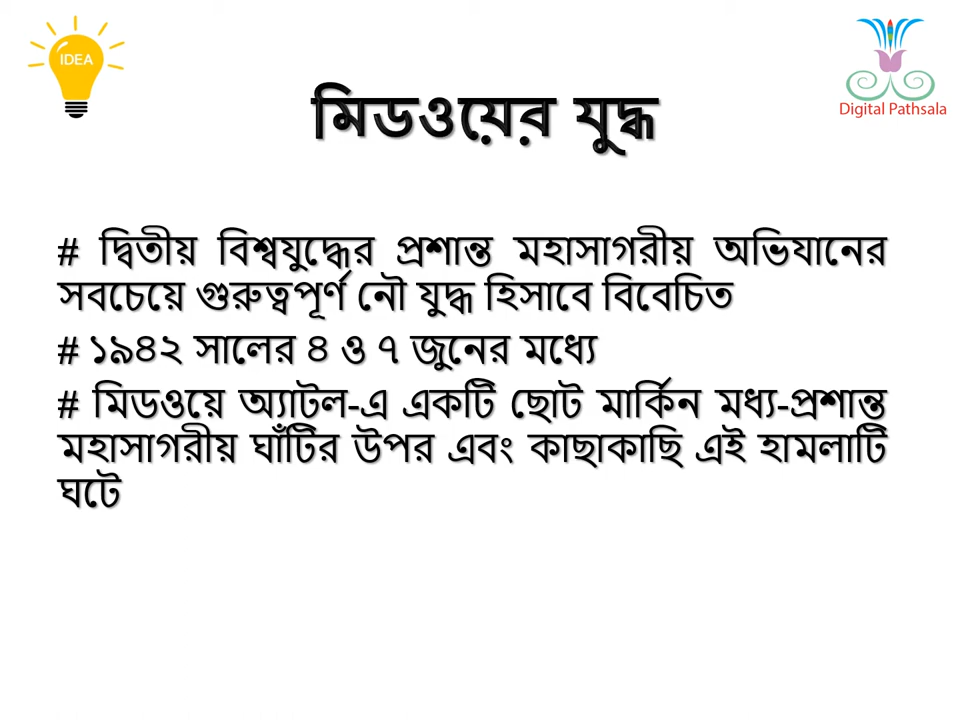 IDEA
Digital Pathsala
মিডওয়ের যুদ্ধ
# দ্বিতীয় বিশ্বযুদ্ধের প্রশান্ত মহাসাগরীয় অভিযানের
সবচেয়ে গুরুত্বপূর্ণ নৌ যুদ্ধ হিসাবে বিবেচিত
# ১৯৪২ সালের ৪ ও ৭ জুনের মধ্যে
# মিডওয়ে অ্যাটল-এ একটি ছোট মার্কিন মধ্য-প্রশান্ত
মহাসাগরীয় ঘাঁটির উপর এবং কাছাকাছি এই হামলাটি
ঘটে